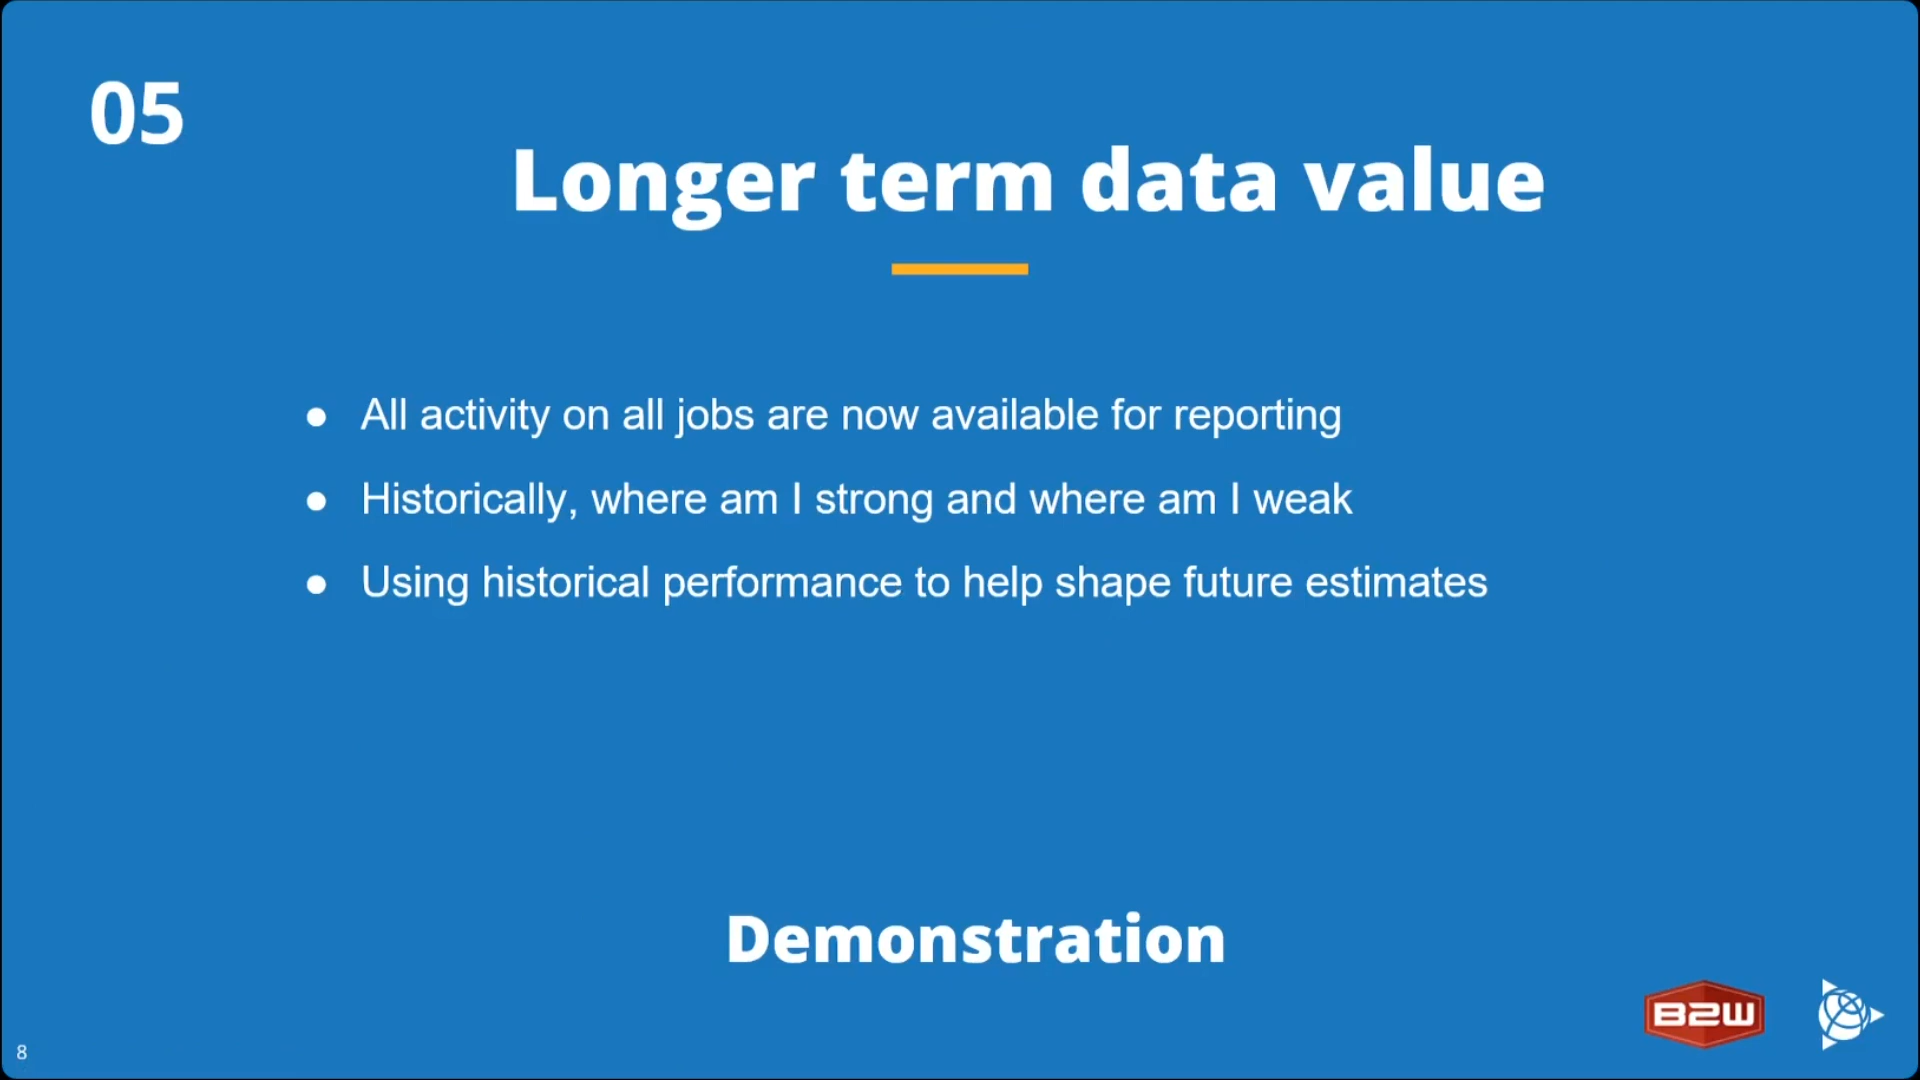 05
Longer term data value
● All activity on all jobs are now available for reporting
● Historically, where am I strong and where am I weak
● Using historical performance to help shape future estimates
Demonstration
B2W
8